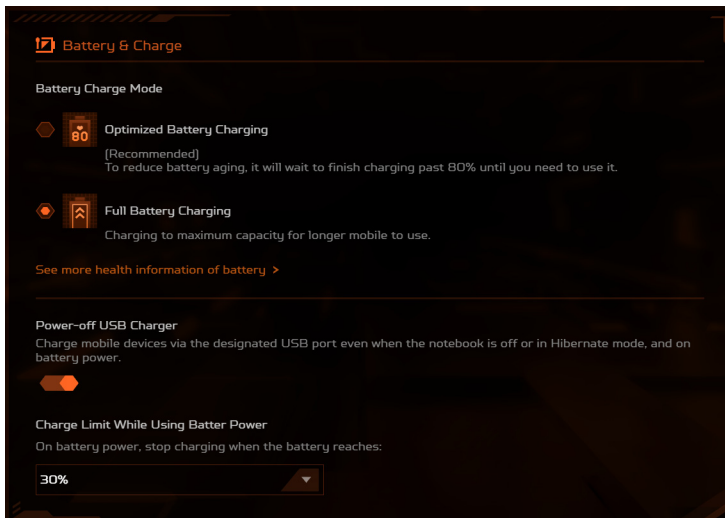 Battery & Charge
Battery Charge Mode
80
Optimized Battery Charging
(Recommended)
To reduce battery aging, it will wait to finish charging past 80% until you need to use it.
Full Battery Charging
Charging to maximum capacity for longer mobile to use.
See more health information of battery >
Power-off USB Charger
Charge mobile devices via the designated USB port even when the notebook is off or in Hibernate mode, and on
battery power.
Charge Limit While Using Batter Power
On battery power, stop charging when the battery reaches:
30%